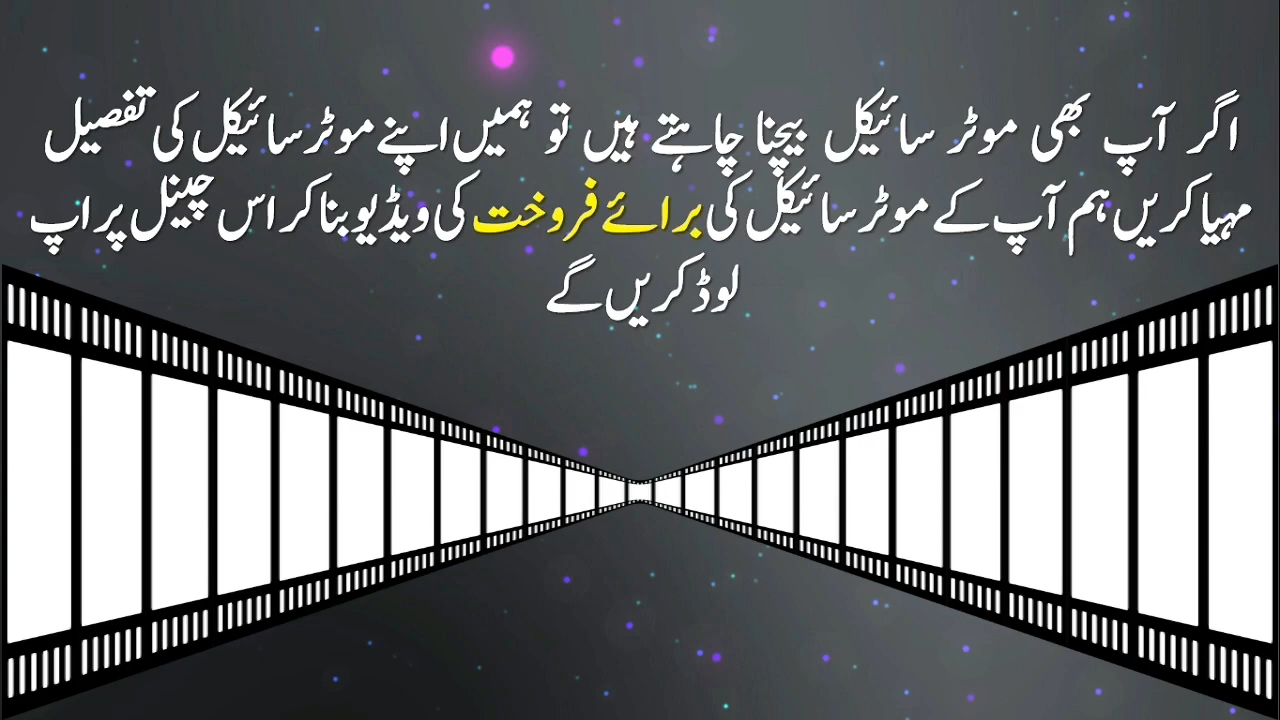 اگر آپ بھی موٹر سائیکل بیچنا چاہتے ہیں تو ہمیں اپنے موٹر سائیکل کی تفصیل
مہیا کریں ہم آپ کے موٹر سائیکل کی برائے فروخت کی ویڈیو بنا کر اس چینل پر اپ
لوڈ کریں گے